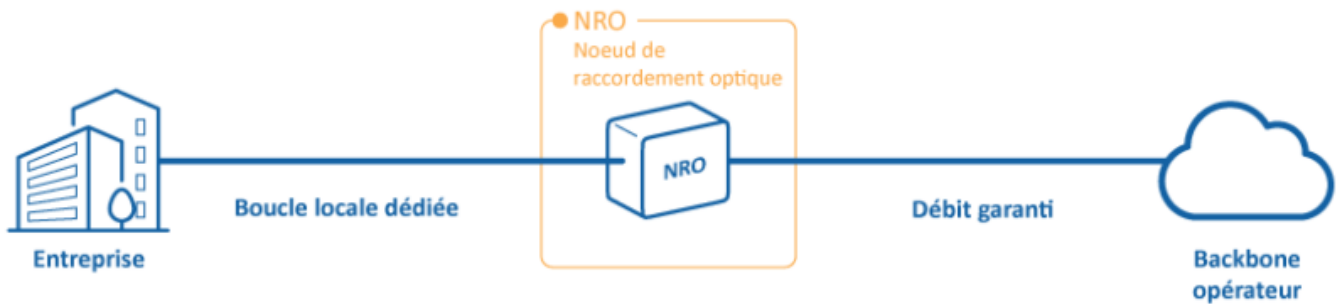 NRO
Noeud de
raccordement optique
NRO
Boucle locale dédiée
Débit garanti
Entreprise
Backbone
opérateur